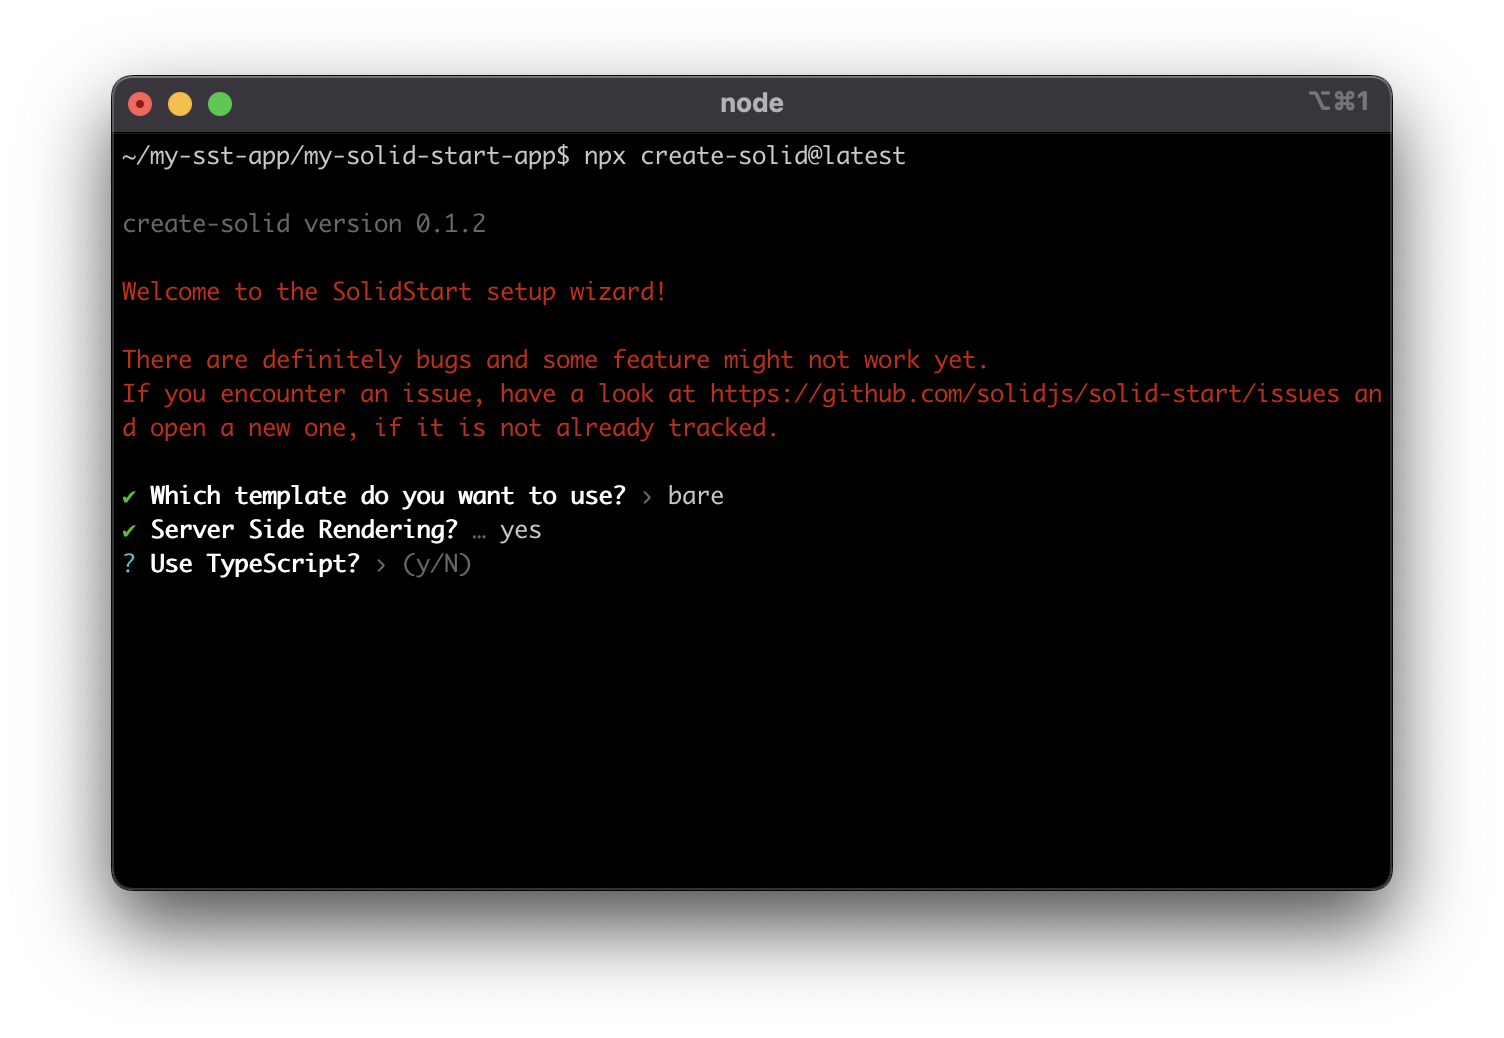 node
⌥⌘1
~/my-sst-app/my-solid-start-app$ npx create-solid@latest
create-solid version 0.1.2
Welcome to the SolidStart setup wizard!
There are definitely bugs and some feature might not work yet.
If you encounter an issue, have a look at https://github.com/solidjs/solid-start/issues an
d open a new one, if it is not already tracked.
✔ Which template do you want to use? › bare
✔ Server Side Rendering? … yes
? Use TypeScript? › (y/N)